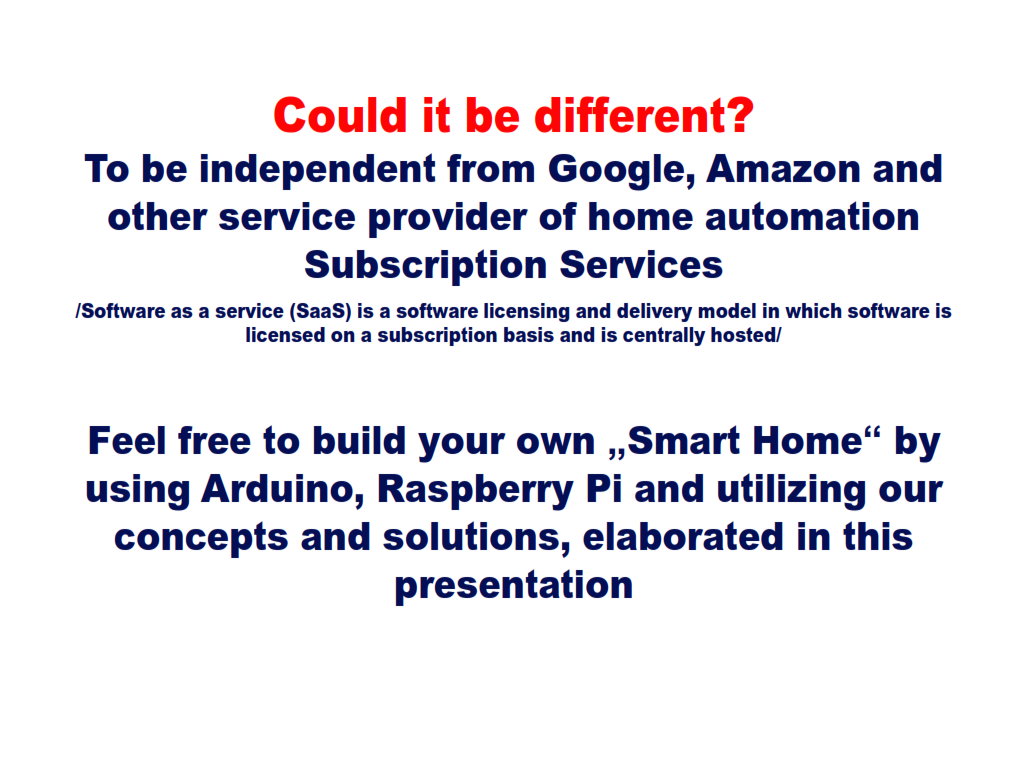 Could it be different?
To be independent from Google, Amazon and
other service provider of home automation
Subscription Services
/Software as a service (SaaS) is a software licensing and delivery model in which software is
licensed on a subscription basis and is centrally hosted/
Feel free to build your own „Smart Home“ by
using Arduino, Raspberry Pi and utilizing our
concepts and solutions, elaborated in this
presentation